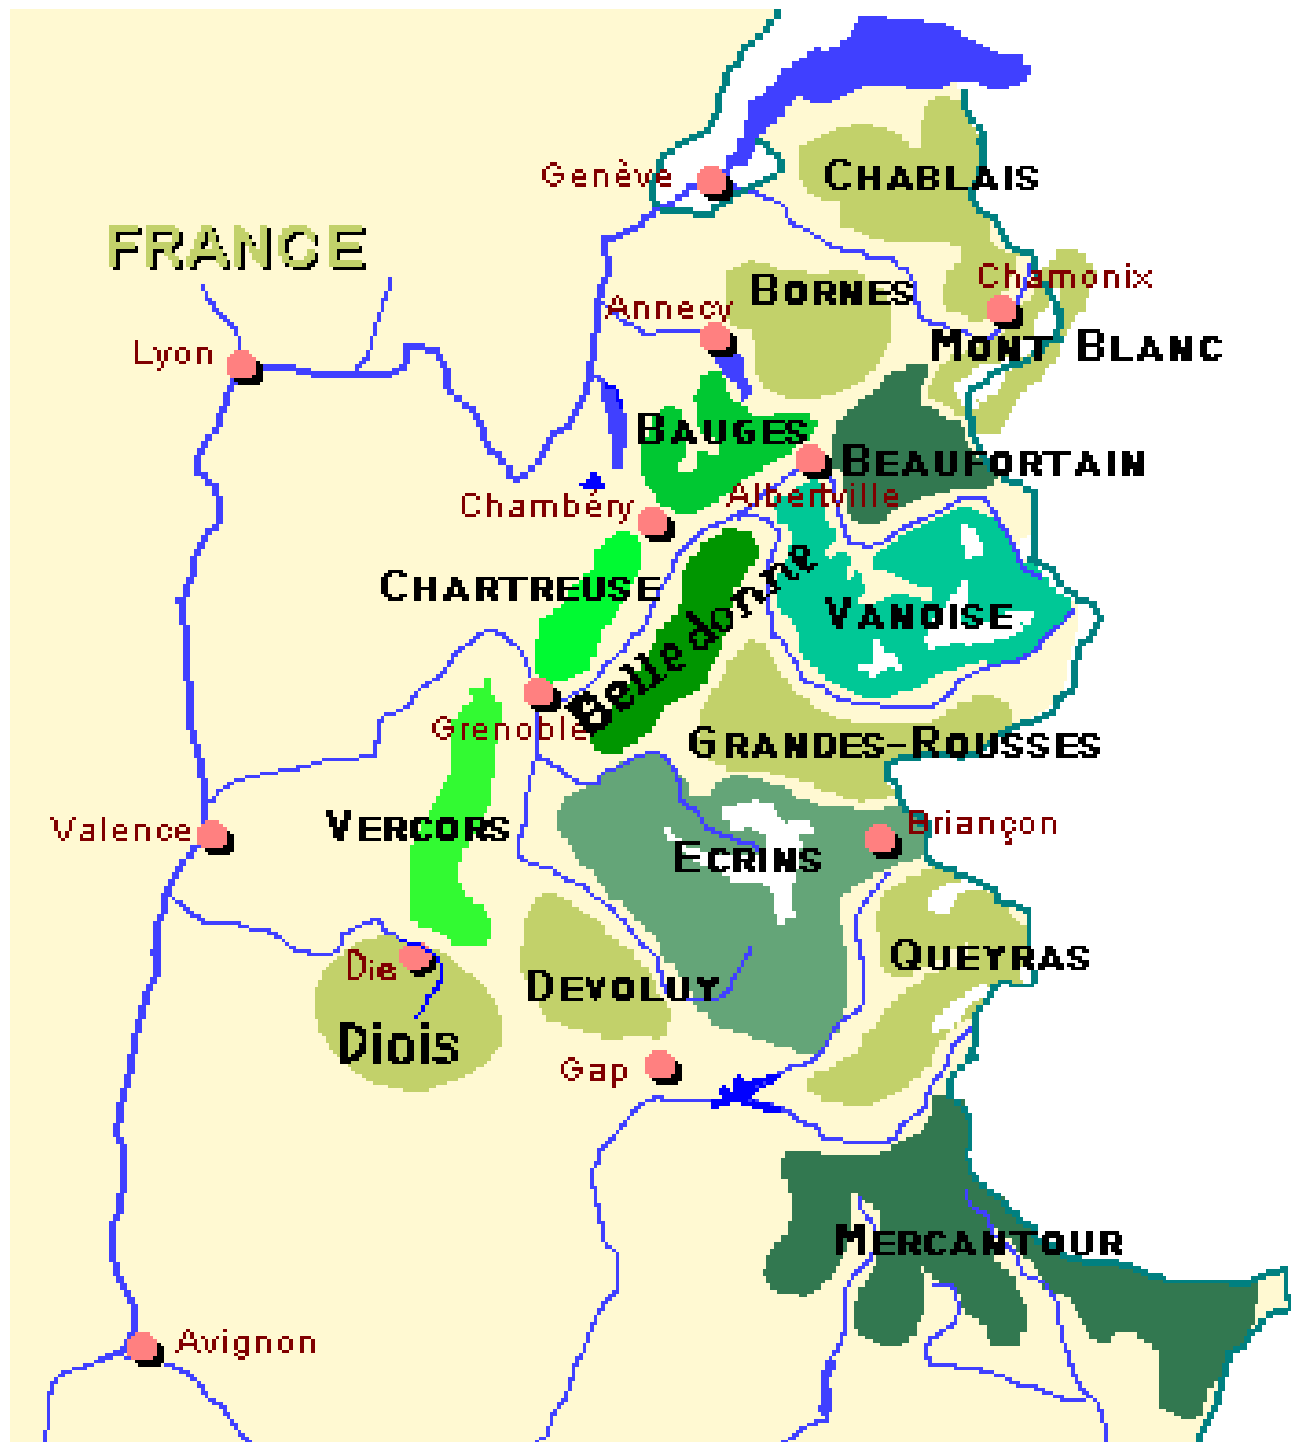 Genève
CHABLAIS
FRANCE
Chamonix
BORNES
Annecy
Lyon
MONT BLANC
BAUGES
BEAUFORTAIN
Albertville
Chambéry
CHARTREUSE
Belledonne
VANOISE
Grenoble
GRANDES-ROUSSES
Valence
VERCORS
Briançon
ECRINS
QUEYRAS
Die
DEVOLUY
Diois
Gap
MERCANTOUR
Avignon